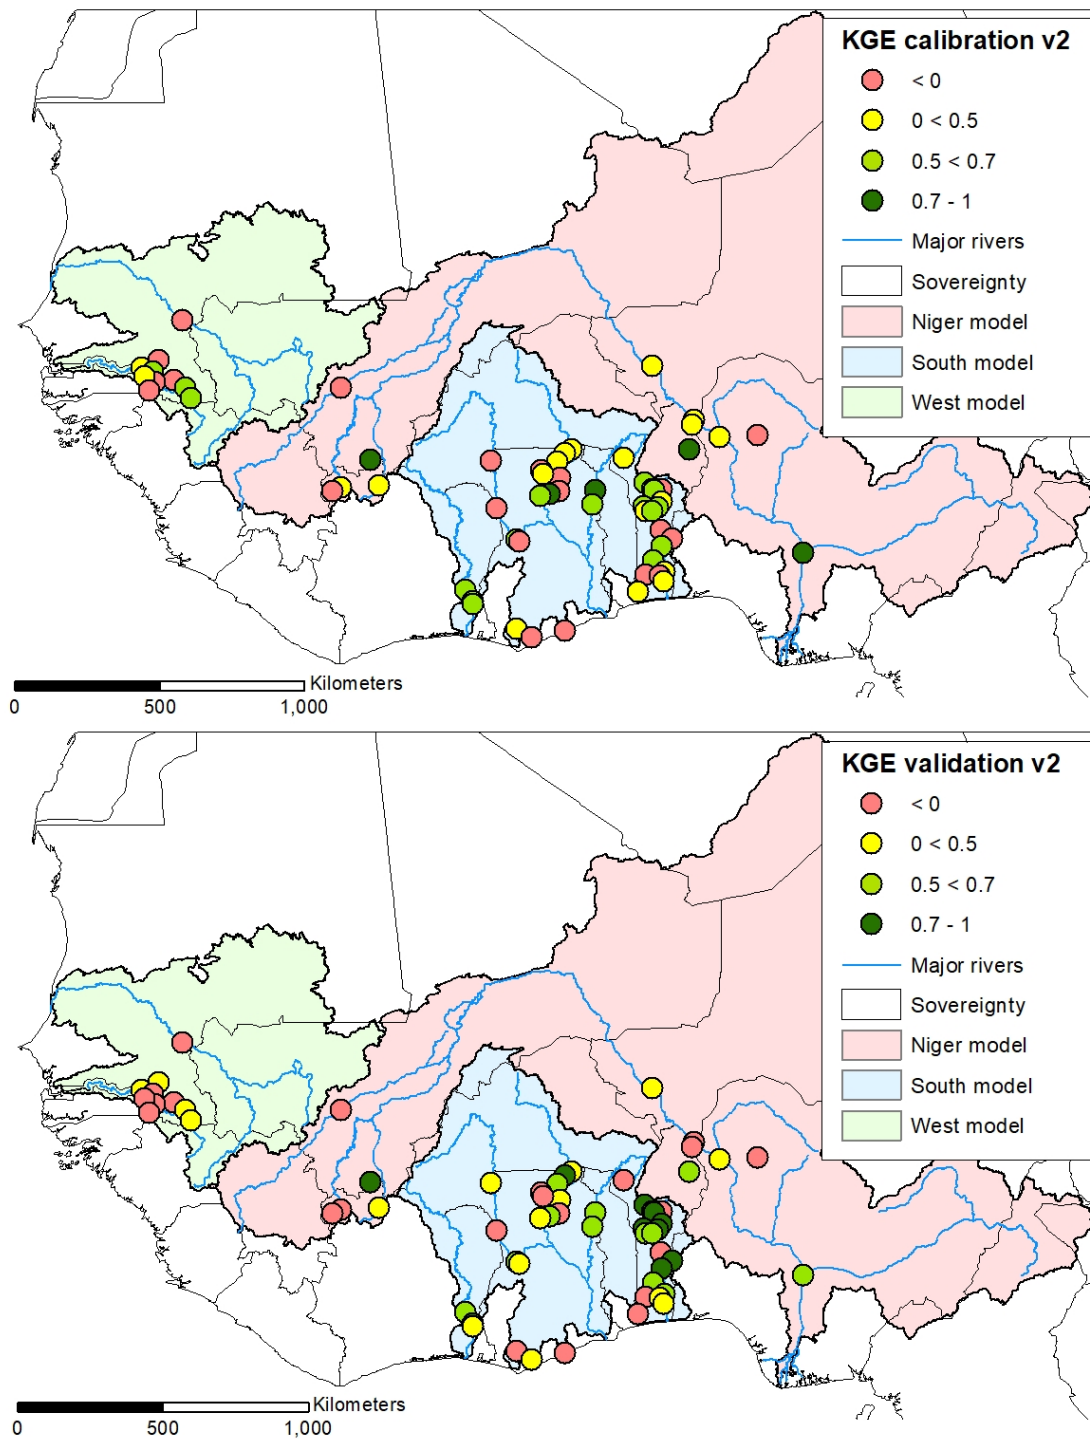 KGE calibration v2
< 0
0 < 0.5
0.5 < 0.7
0.7 - 1
Major rivers
Sovereignty
Niger model
South model
West model
Kilometers
0 500 1,000
KGE validation v2
< 0
0 < 0.5
0.5 < 0.7
0.7 - 1
Major rivers
Sovereignty
Niger model
South model
West model
Kilometers
0 500 1,000